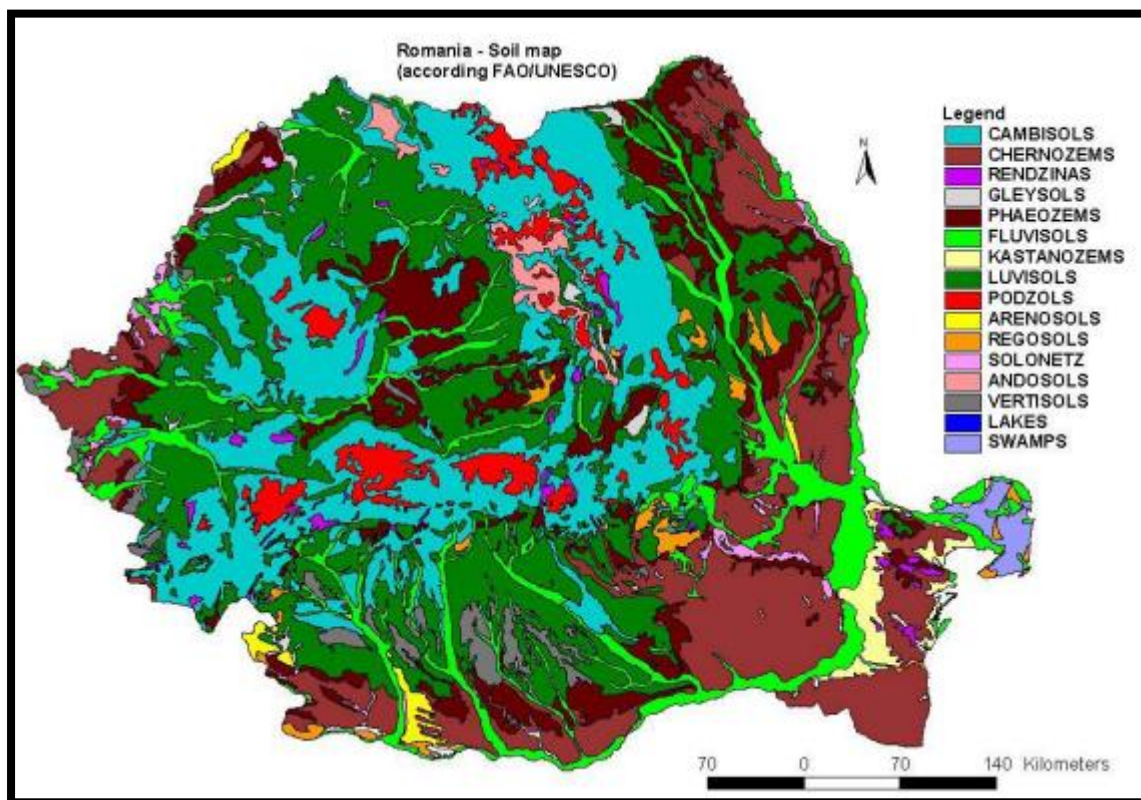 Romania - Soil map
(according FAO/UNESCO)
N
Legend
CAMBISOLS
CHERNOZEMS
RENDZINAS
GLEYSOLS
PHAEOZEMS
FLUVISOLS
KASTANOZEMS
LUVISOLS
PODZOLS
ARENOSOLS
REGOSOLS
SOLONETZ
ANDOSOLS
VERTISOLS
LAKES
SWAMPS
70 0 70 140 Kilometers